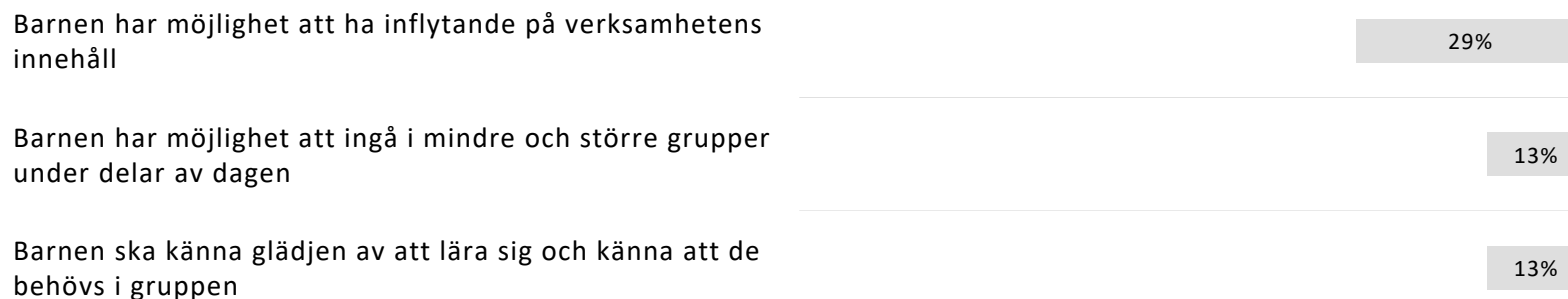 Barnen har möjlighet att ha inflytande på verksamhetens
innehåll
29%
Barnen har möjlighet att ingå i mindre och större grupper
under delar av dagen
13%
Barnen ska känna glädjen av att lära sig och känna att de
behövs i gruppen
13%